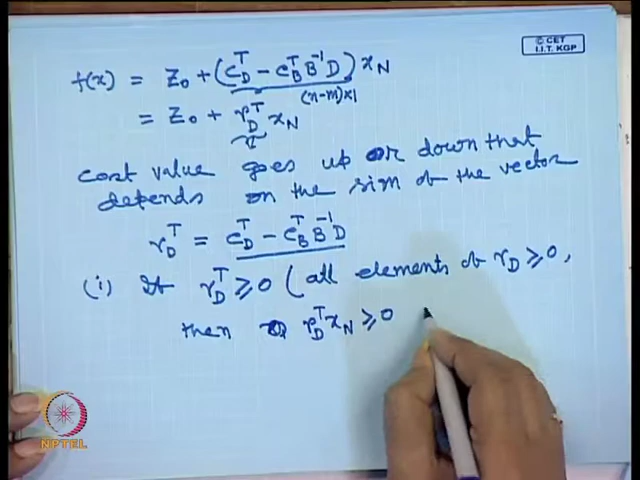 © CET
I.I.T. KGP
f(x) = Z₀ + (C_D^T - C_B^T B^{-1} D) x_N
(n-m)×1
= Z₀ + r_D^T x_N
cost value goes up or down that
depends on the sign of the vector
r_D^T = C_D^T - C_B^T B^{-1} D
(i) If r_D^T ≥ 0 (all elements of r_D ≥ 0,
then r_D^T x_N ≥ 0
NPTEL